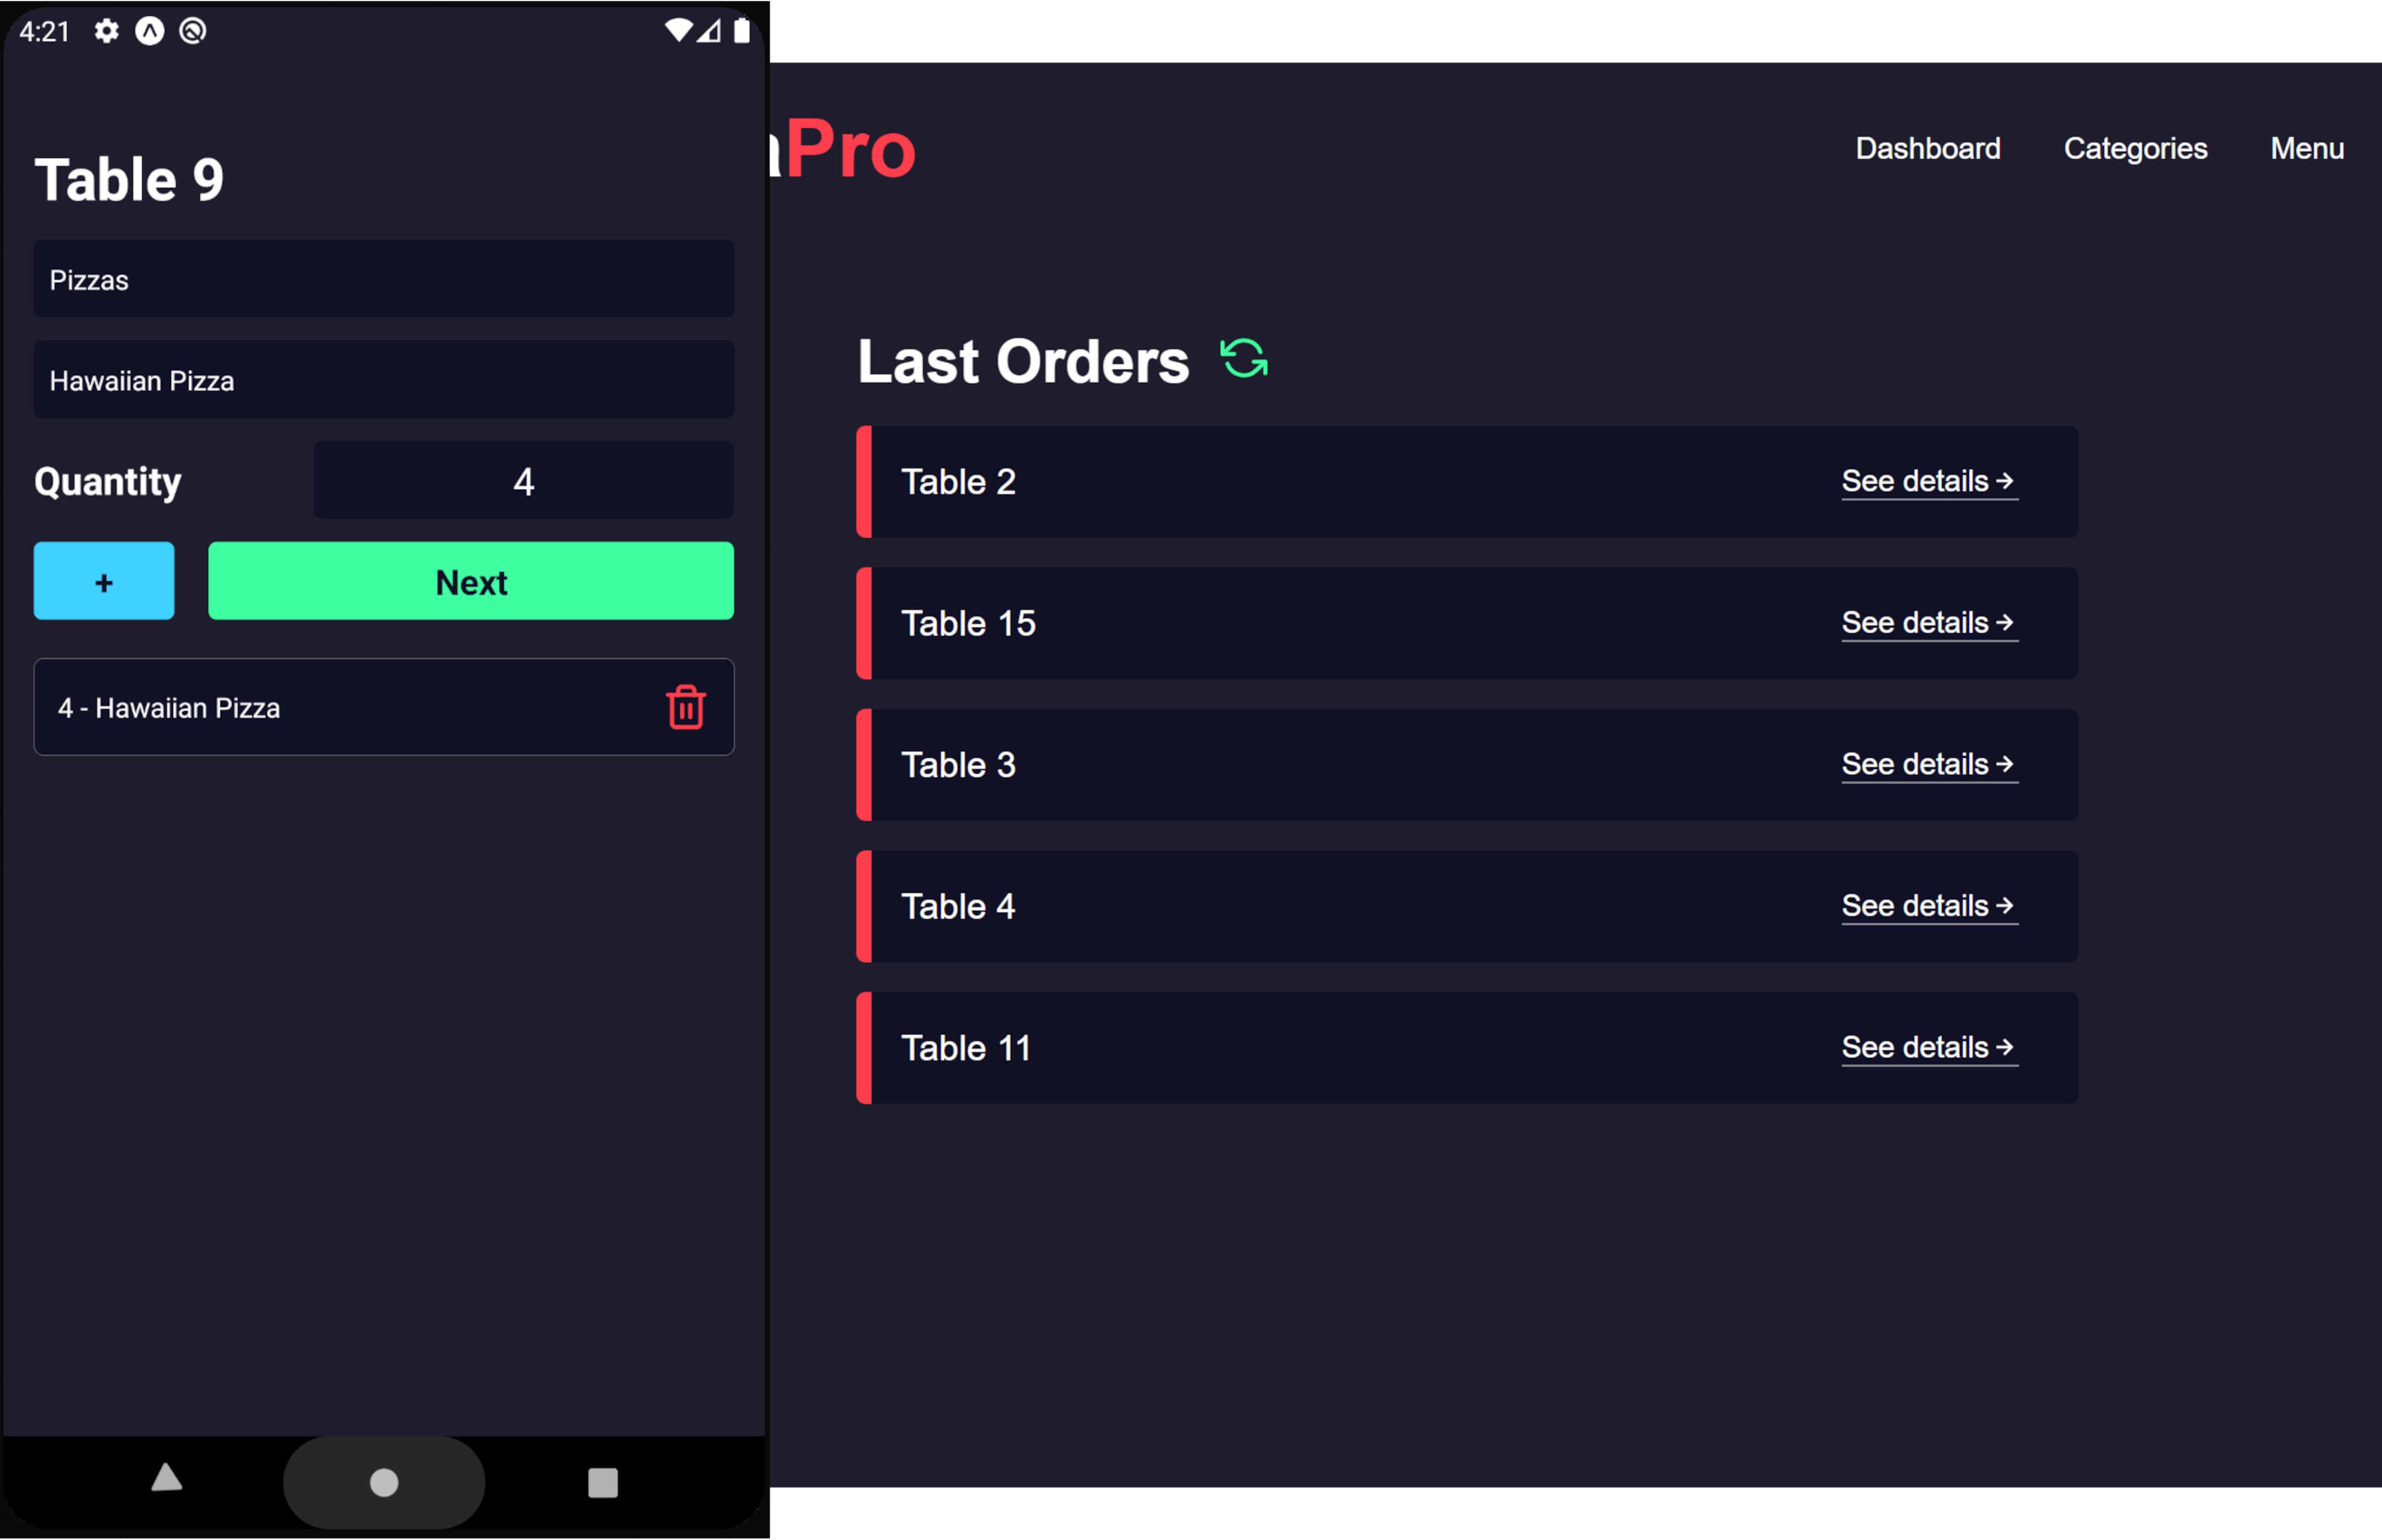 4:21
Table 9
Pizzas
Hawaiian Pizza
Quantity 4
+ Next
4 - Hawaiian Pizza
Pro
Dashboard Categories Menu
Last Orders
Table 2 See details →
Table 15 See details →
Table 3 See details →
Table 4 See details →
Table 11 See details →